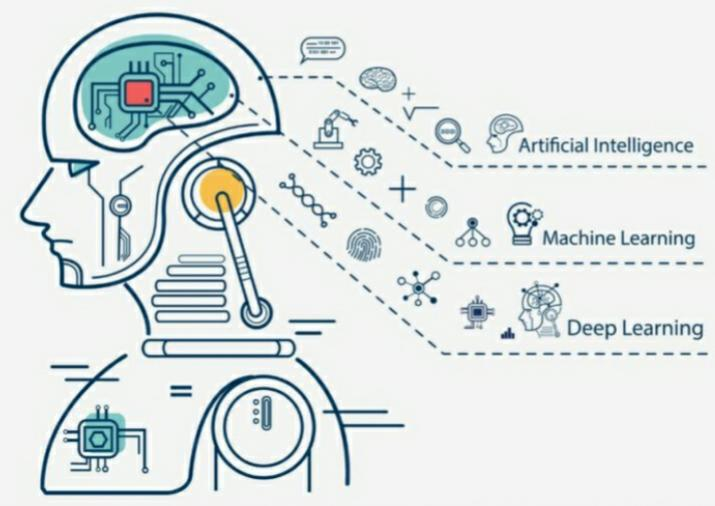 Artificial Intelligence
Machine Learning
Deep Learning